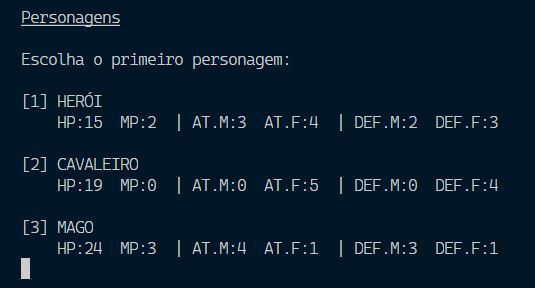 Personagens
Escolha o primeiro personagem:
[1] HERÓI
HP:15 MP:2 | AT.M:3 AT.F:4 | DEF.M:2 DEF.F:3
[2] CAVALEIRO
HP:19 MP:0 | AT.M:0 AT.F:5 | DEF.M:0 DEF.F:4
[3] MAGO
HP:24 MP:3 | AT.M:4 AT.F:1 | DEF.M:3 DEF.F:1